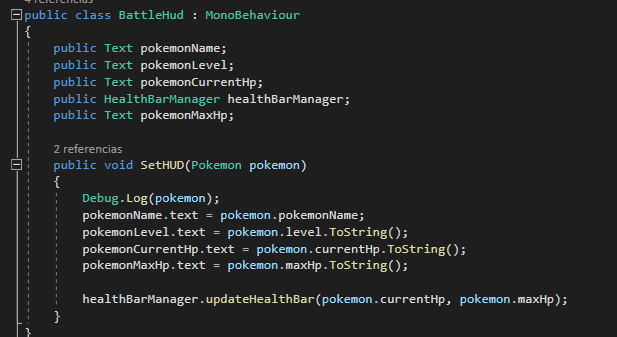 4 referencias
public class BattleHud : MonoBehaviour
{
public Text pokemonName;
public Text pokemonLevel;
public Text pokemonCurrentHp;
public HealthBarManager healthBarManager;
public Text pokemonMaxHp;
2 referencias
public void SetHUD(Pokemon pokemon)
{
Debug.Log(pokemon);
pokemonName.text = pokemon.pokemonName;
pokemonLevel.text = pokemon.level.ToString();
pokemonCurrentHp.text = pokemon.currentHp.ToString();
pokemonMaxHp.text = pokemon.maxHp.ToString();
healthBarManager.updateHealthBar(pokemon.currentHp, pokemon.maxHp);
}
}